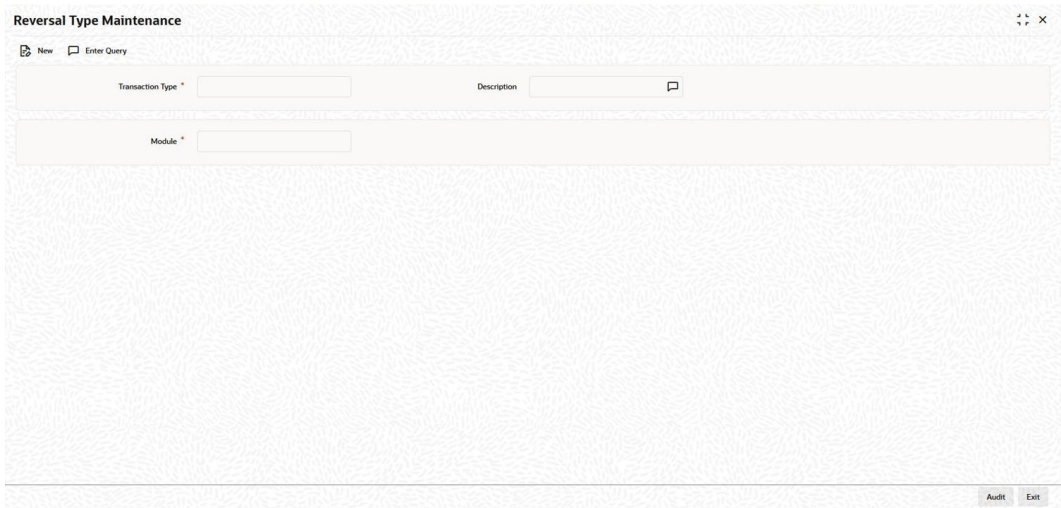 Reversal Type Maintenance
New Enter Query
Transaction Type * Description
Module *
Audit Exit